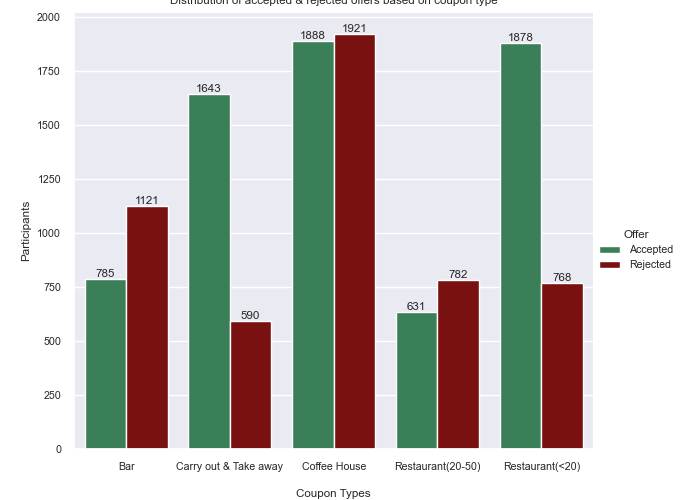 Distribution of accepted & rejected offers based on coupon type
2000
1750
1500
1250
1000
750
500
250
0
Participants
785
1121
1643
590
1888
1921
631
782
1878
768
Bar
Carry out & Take away
Coffee House
Restaurant(20-50)
Restaurant(<20)
Coupon Types
Offer
Accepted
Rejected